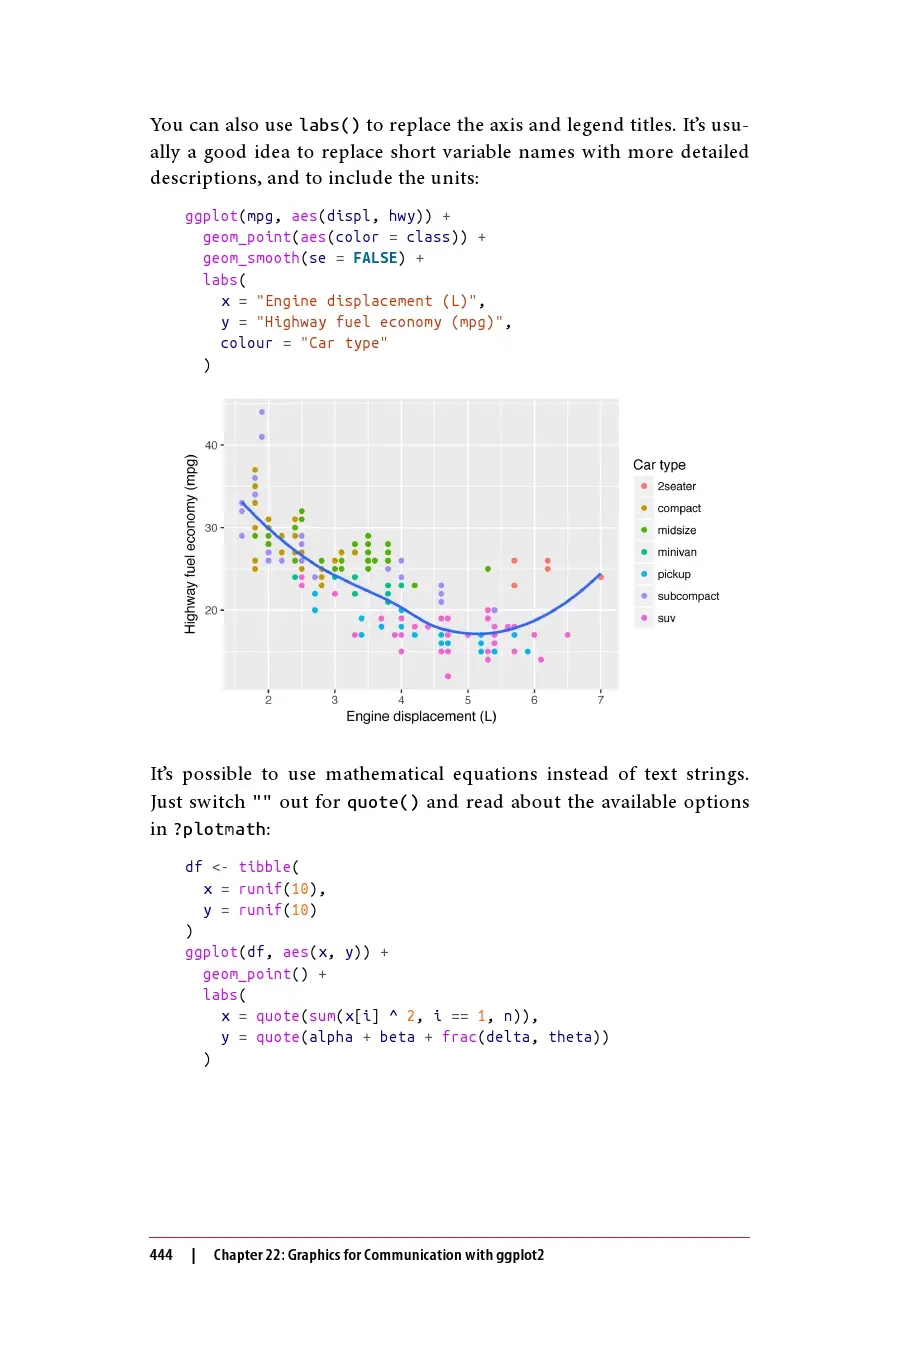 You can also use labs() to replace the axis and legend titles. It’s usu-
ally a good idea to replace short variable names with more detailed
descriptions, and to include the units:
ggplot(mpg, aes(displ, hwy)) +
  geom_point(aes(color = class)) +
  geom_smooth(se = FALSE) +
  labs(
    x = "Engine displacement (L)",
    y = "Highway fuel economy (mpg)",
    colour = "Car type"
  )
Highway fuel economy (mpg)
40
30
20
2 3 4 5 6 7
Engine displacement (L)
Car type
2seater
compact
midsize
minivan
pickup
subcompact
suv
It’s possible to use mathematical equations instead of text strings.
Just switch "" out for quote() and read about the available options
in ?plotmath:
df <- tibble(
  x = runif(10),
  y = runif(10)
)
ggplot(df, aes(x, y)) +
  geom_point() +
  labs(
    x = quote(sum(x[i] ^ 2, i == 1, n)),
    y = quote(alpha + beta + frac(delta, theta))
  )
444 | Chapter 22: Graphics for Communication with ggplot2